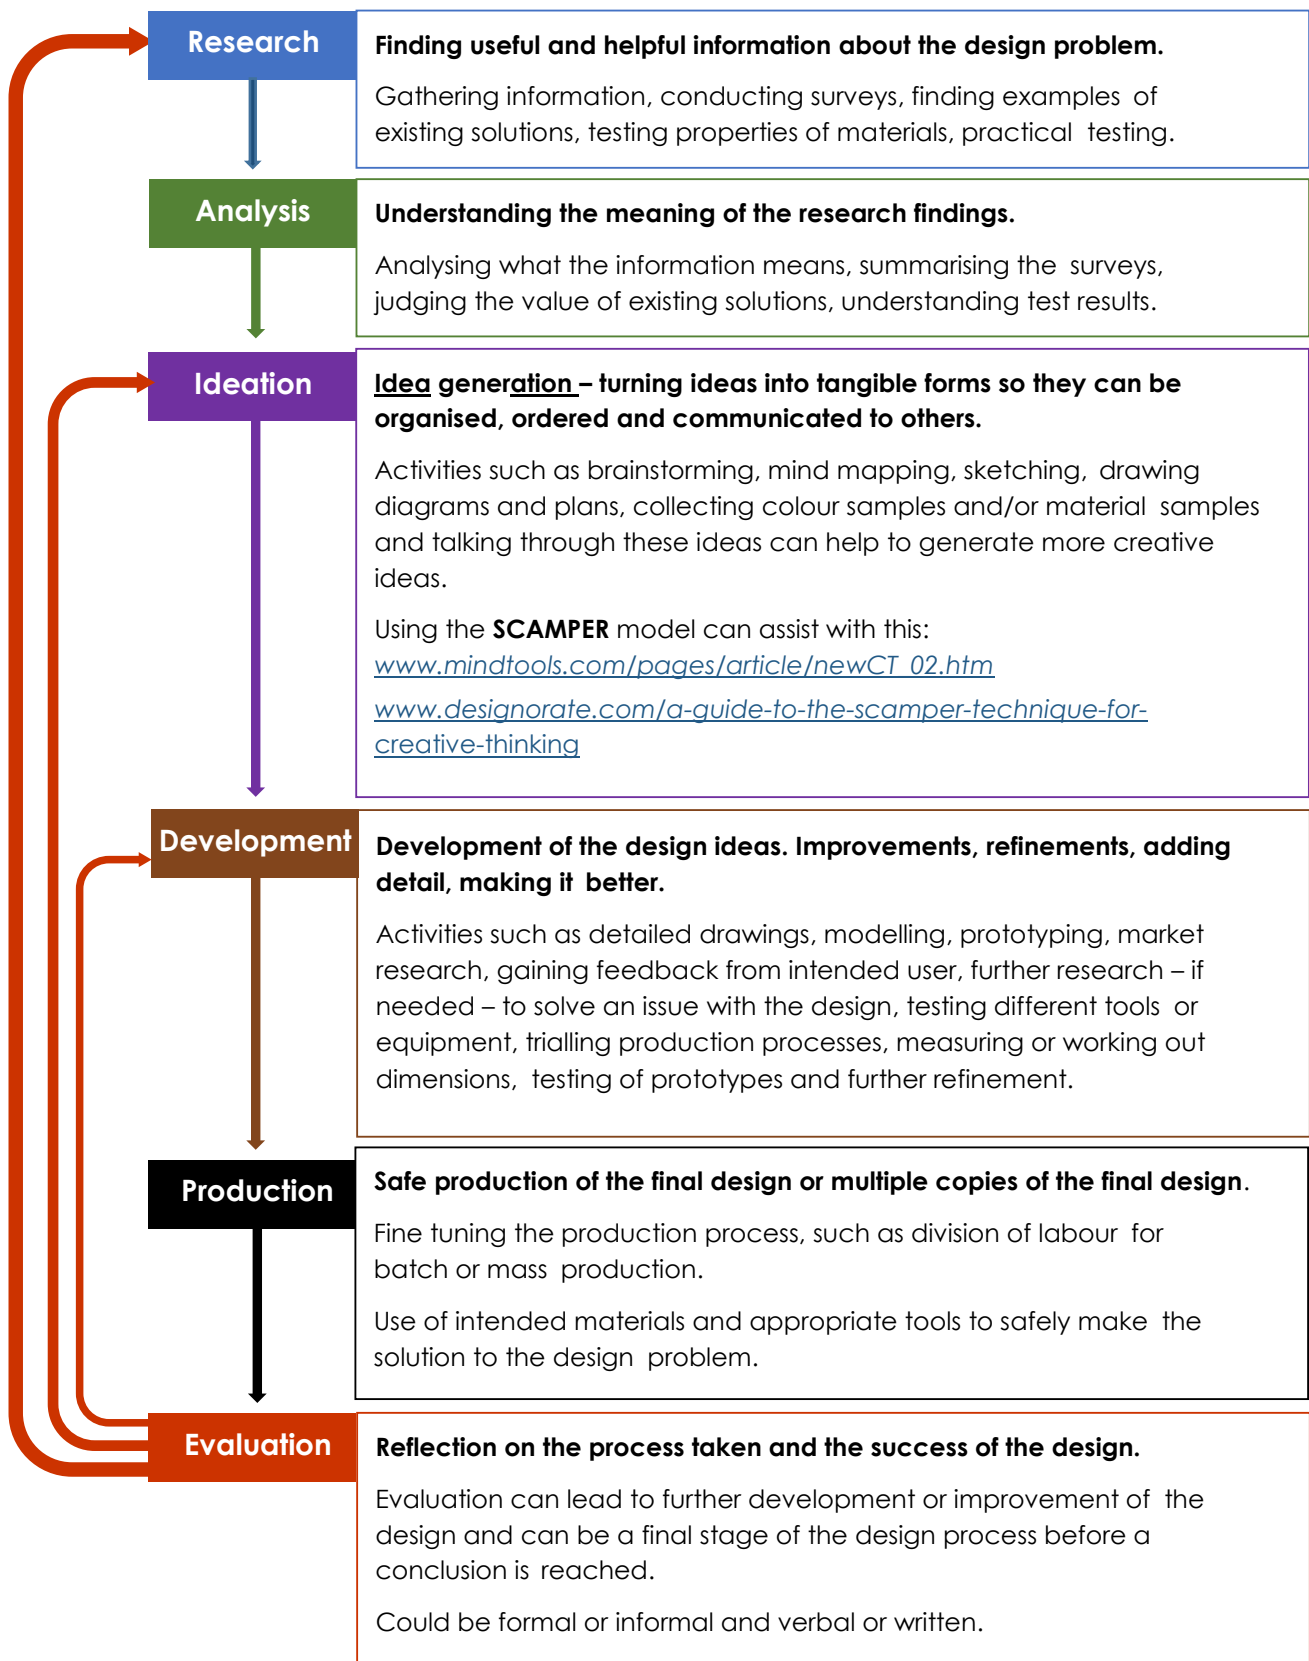 Research
Finding useful and helpful information about the design problem.
Gathering information, conducting surveys, finding examples of
existing solutions, testing properties of materials, practical testing.
Analysis
Understanding the meaning of the research findings.
Analysing what the information means, summarising the surveys,
judging the value of existing solutions, understanding test results.
Ideation
Idea generation – turning ideas into tangible forms so they can be
organised, ordered and communicated to others.
Activities such as brainstorming, mind mapping, sketching, drawing
diagrams and plans, collecting colour samples and/or material samples
and talking through these ideas can help to generate more creative
ideas.
Using the SCAMPER model can assist with this:
www.mindtools.com/pages/article/newCT_02.htm
www.designorate.com/a-guide-to-the-scamper-technique-for-
creative-thinking
Development
Development of the design ideas. Improvements, refinements, adding
detail, making it better.
Activities such as detailed drawings, modelling, prototyping, market
research, gaining feedback from intended user, further research – if
needed – to solve an issue with the design, testing different tools or
equipment, trialling production processes, measuring or working out
dimensions, testing of prototypes and further refinement.
Production
Safe production of the final design or multiple copies of the final design.
Fine tuning the production process, such as division of labour for
batch or mass production.
Use of intended materials and appropriate tools to safely make the
solution to the design problem.
Evaluation
Reflection on the process taken and the success of the design.
Evaluation can lead to further development or improvement of the
design and can be a final stage of the design process before a
conclusion is reached.
Could be formal or informal and verbal or written.